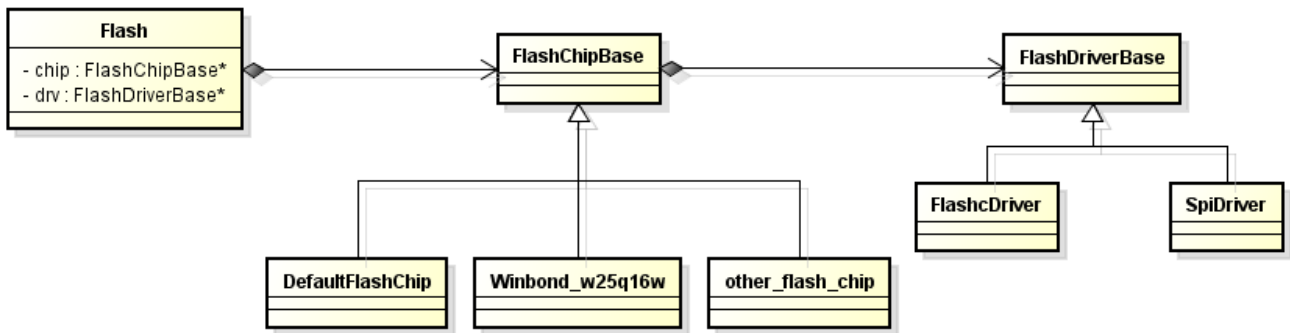 Flash
- chip : FlashChipBase*
- drv : FlashDriverBase*
FlashChipBase
FlashDriverBase
FlashcDriver
SpiDriver
DefaultFlashChip
Winbond_w25q16w
other_flash_chip